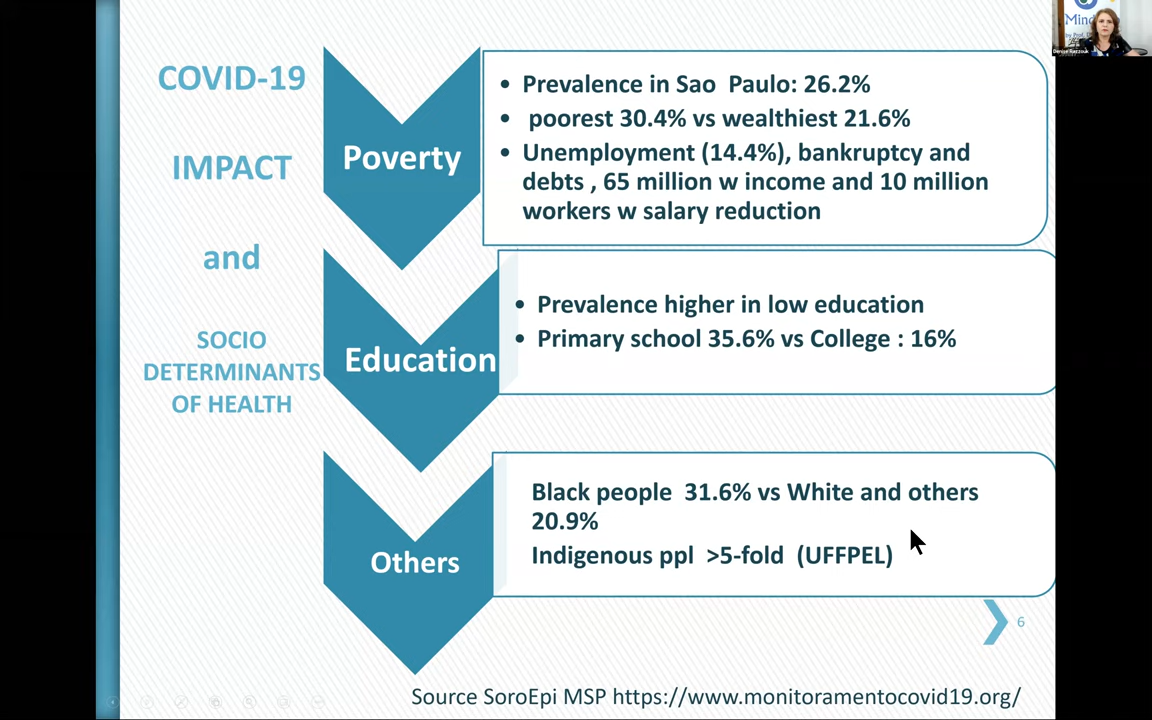 COVID-19
IMPACT
and
SOCIO
DETERMINANTS
OF HEALTH
Poverty
• Prevalence in Sao Paulo: 26.2%
• poorest 30.4% vs wealthiest 21.6%
• Unemployment (14.4%), bankruptcy and
debts , 65 million w income and 10 million
workers w salary reduction
Education
• Prevalence higher in low education
• Primary school 35.6% vs College : 16%
Others
Black people 31.6% vs White and others
20.9%
Indigenous ppl >5-fold (UFFPEL)
6
Source SoroEpi MSP https://www.monitoramentocovid19.org/
Mind
Denise Razzouk